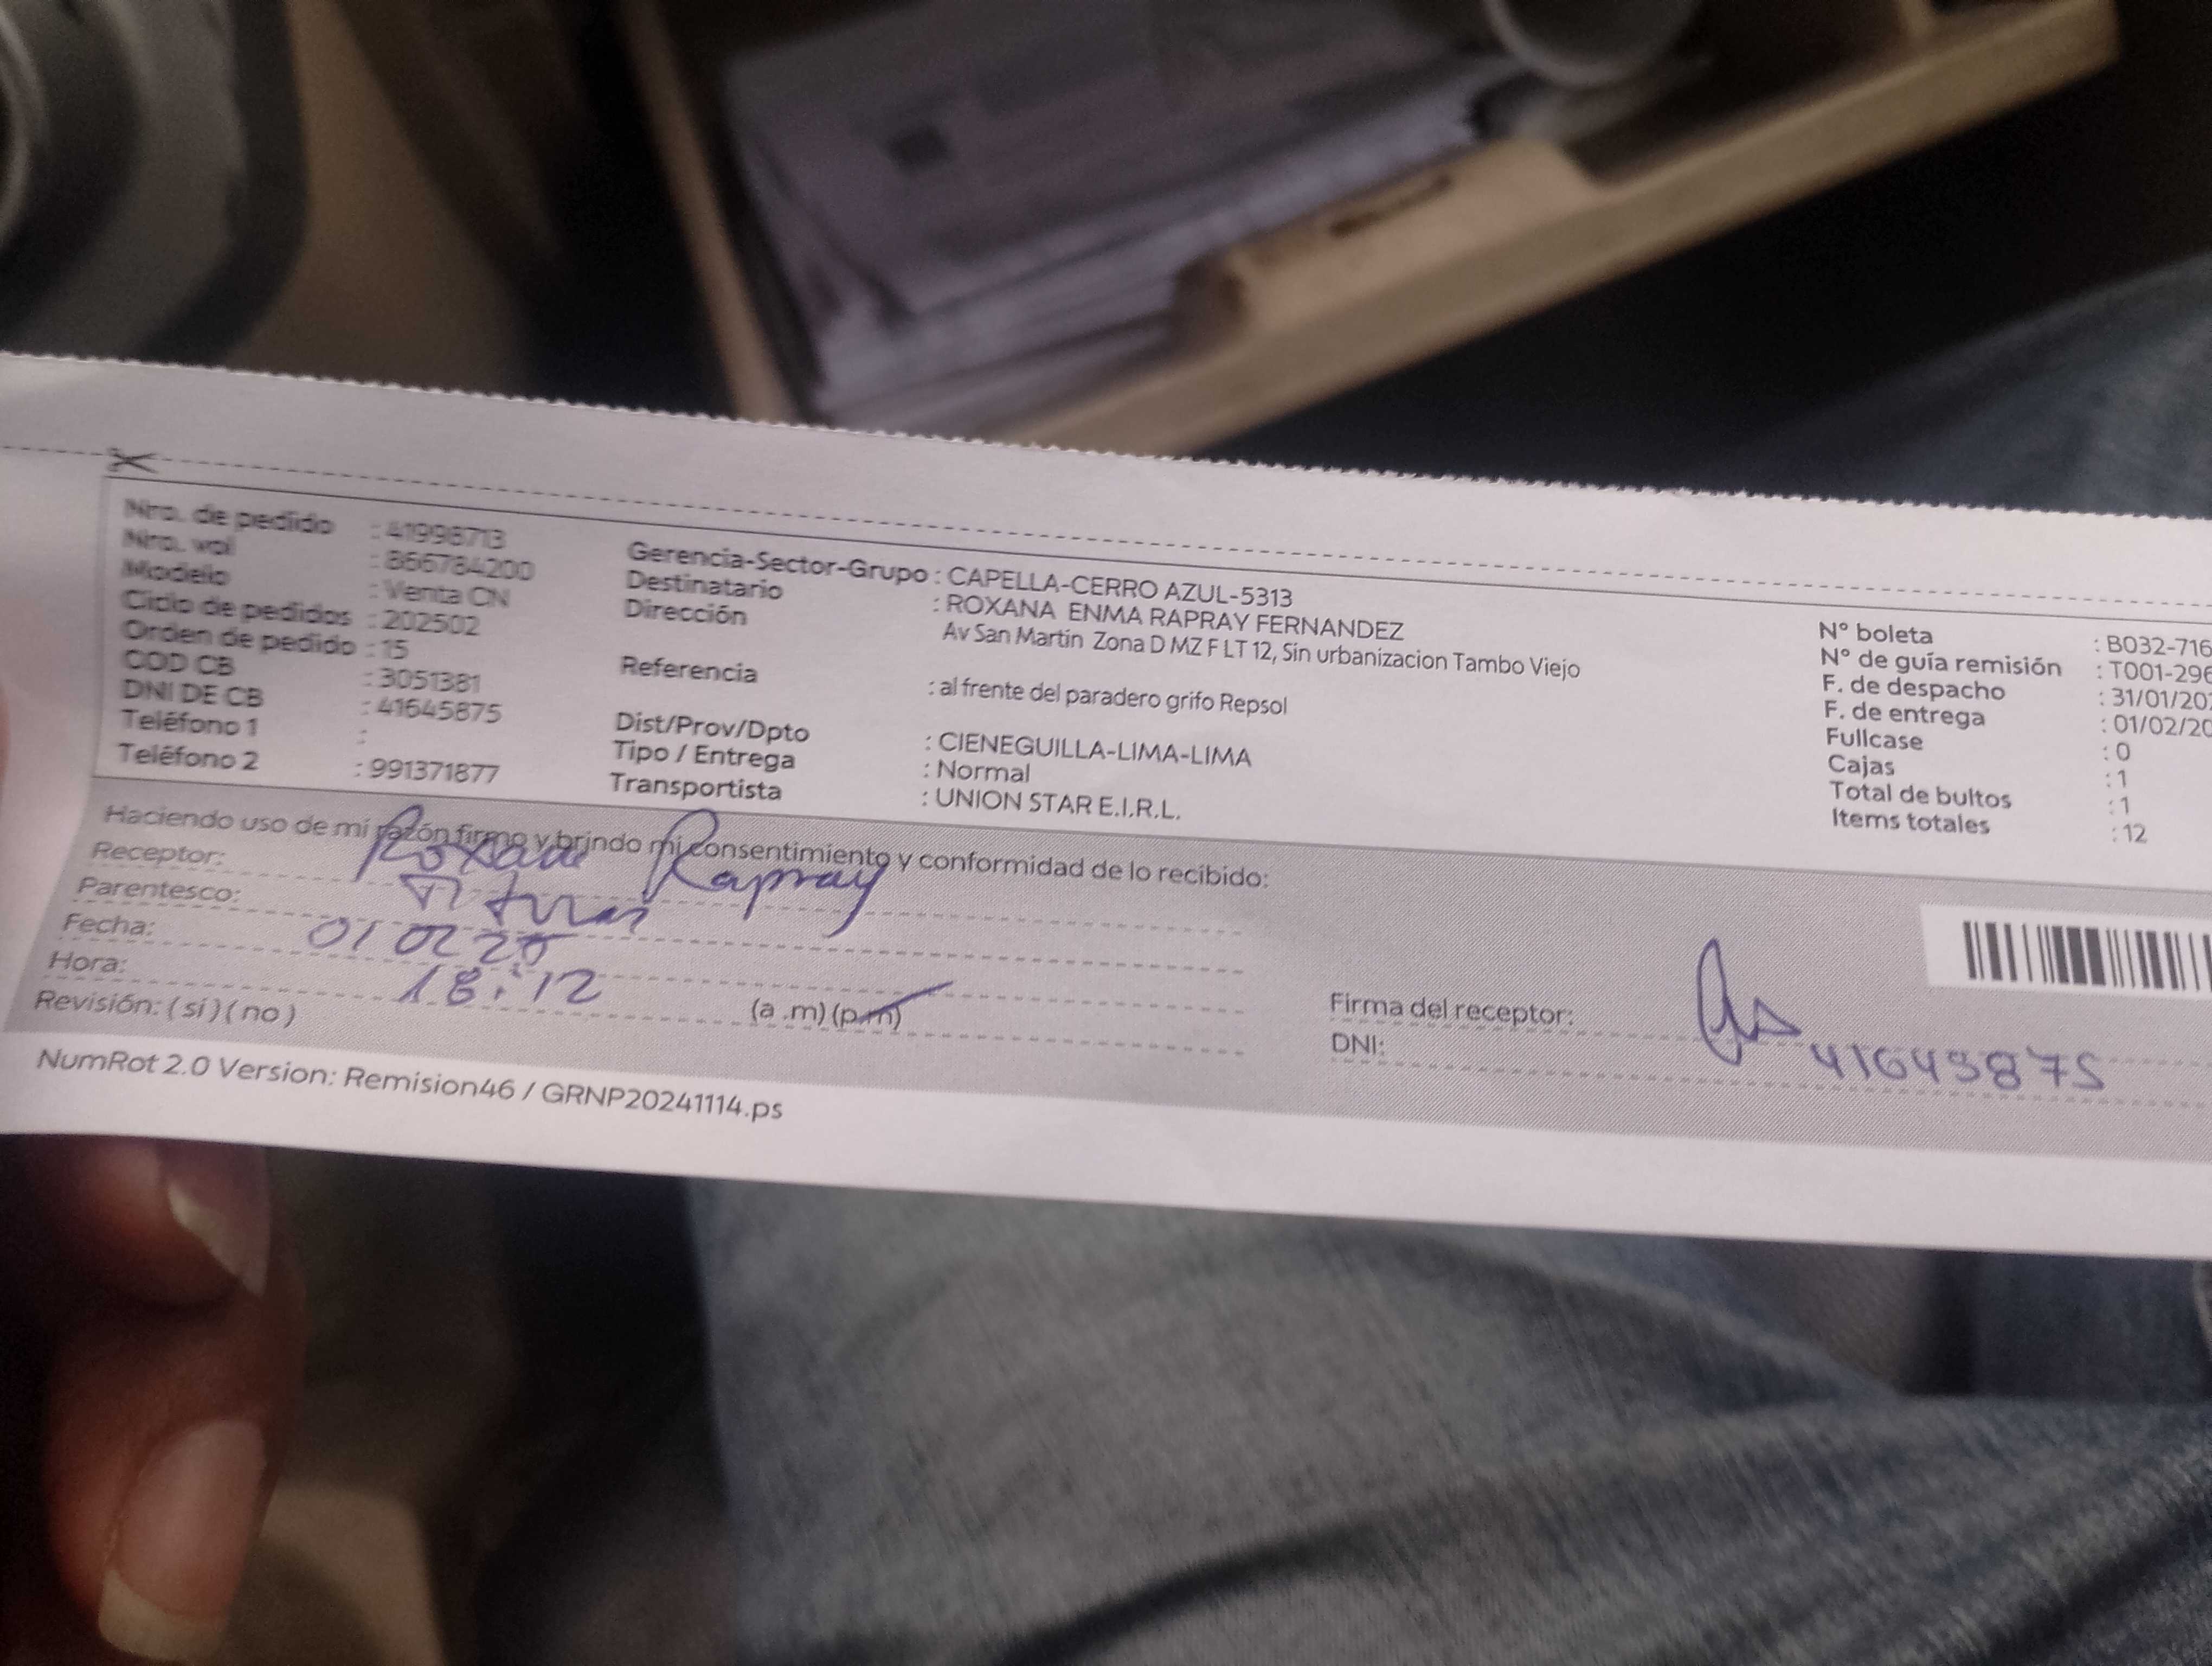 Nro. de pedido : 41998713
Nro. wal : 866784200
Modelo : Venta CN
Ciclo de pedidos : 202502
Orden de pedido : 15
COD CB : 3051381
DNI DE CB : 41645875
Teléfono 1 :
Teléfono 2 : 991371877
Gerencia-Sector-Grupo : CAPELLA-CERRO AZUL-5313
Destinatario : ROXANA ENMA RAPRAY FERNANDEZ
Dirección Av San Martin Zona D MZ F LT 12, Sin urbanizacion Tambo Viejo
Referencia : al frente del paradero grifo Repsol
Dist/Prov/Dpto : CIENEGUILLA-LIMA-LIMA
Tipo / Entrega : Normal
Transportista : UNION STAR E.I.R.L.
N° boleta : B032-716
N° de guía remisión : T001-296
F. de despacho : 31/01/20
F. de entrega : 01/02/20
Fullcase : 0
Cajas : 1
Total de bultos : 1
Items totales : 12
Haciendo uso de mi razón firmo y brindo mi consentimiento y conformidad de lo recibido:
Receptor: Roxana Rapray
Parentesco:
Fecha: 01 02 25
Hora: 18:12 (a .m) (p.m)
Revisión: ( si ) ( no )
Firma del receptor:
DNI: 41645875
NumRot 2.0 Version: Remision46 / GRNP20241114.ps